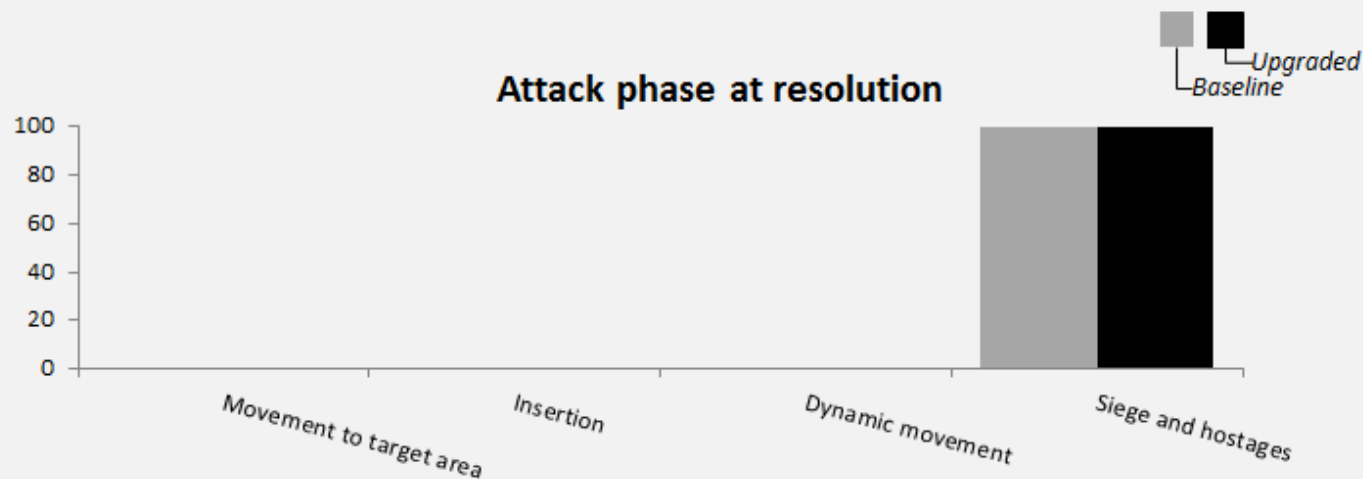 Upgraded
Baseline
Attack phase at resolution
100
80
60
40
20
0
Movement to target area
Insertion
Dynamic movement
Siege and hostages